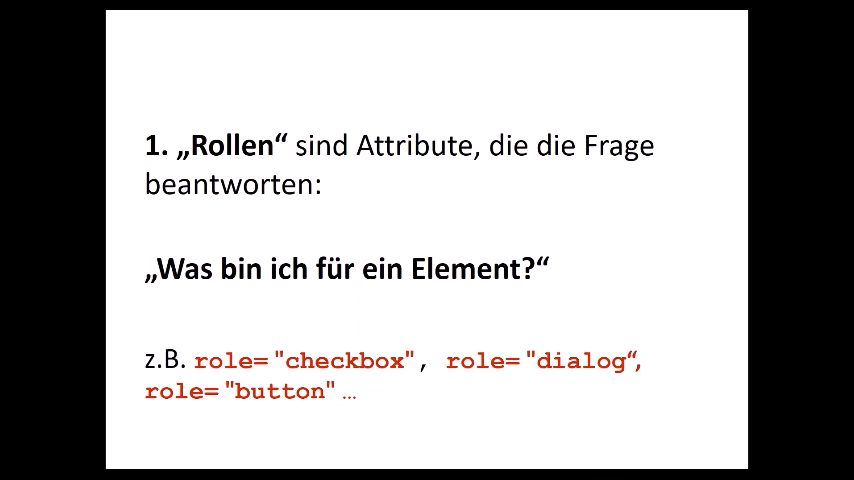 1. „Rollen“ sind Attribute, die die Frage
beantworten:
„Was bin ich für ein Element?“
z.B. role="checkbox", role="dialog“,
role="button"…